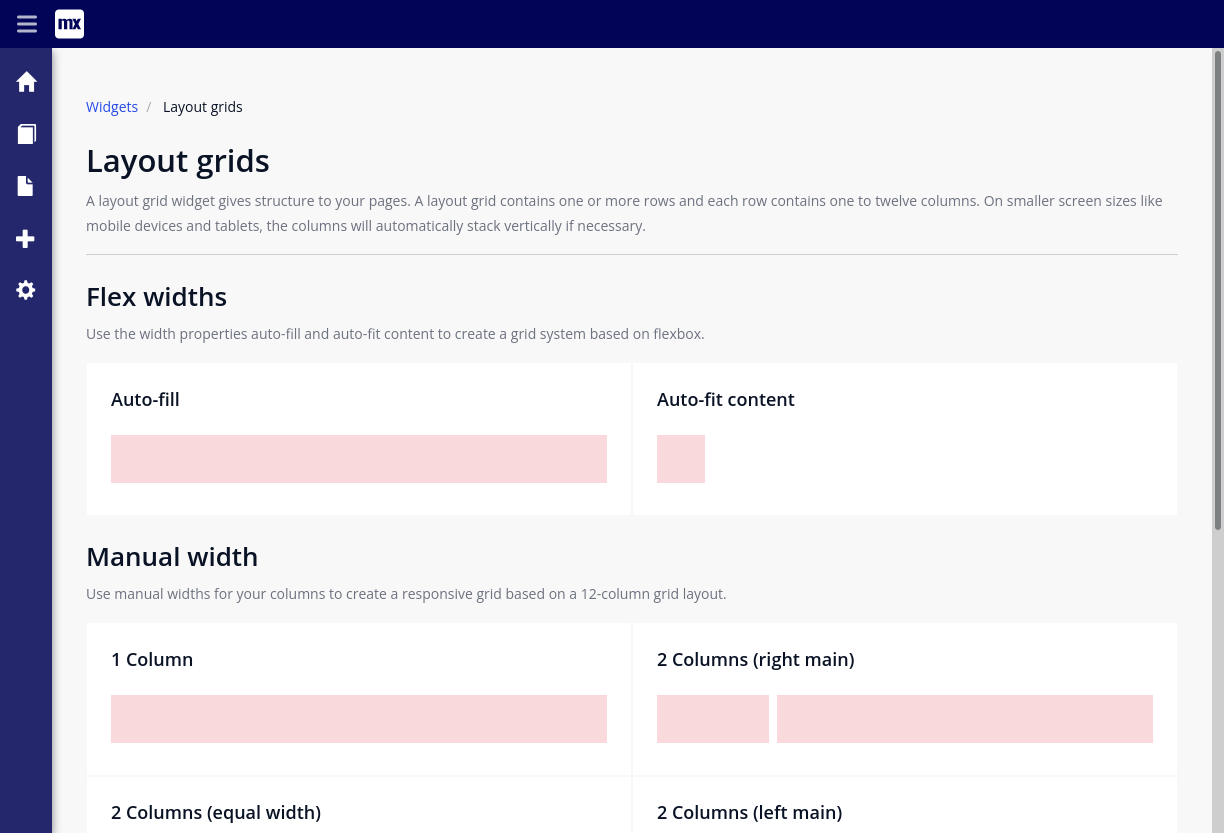 mx
Widgets / Layout grids
Layout grids
A layout grid widget gives structure to your pages. A layout grid contains one or more rows and each row contains one to twelve columns. On smaller screen sizes like
mobile devices and tablets, the columns will automatically stack vertically if necessary.
Flex widths
Use the width properties auto-fill and auto-fit content to create a grid system based on flexbox.
Auto-fill
Auto-fit content
Manual width
Use manual widths for your columns to create a responsive grid based on a 12-column grid layout.
1 Column
2 Columns (right main)
2 Columns (equal width)
2 Columns (left main)